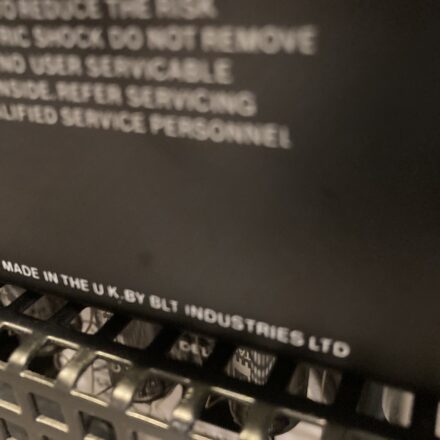 O REDUCE THE RISK
RIC SHOCK DO NOT REMOVE
NO USER SERVICABLE
NSIDE. REFER SERVICING
ALIFIED SERVICE PERSONNEL
MADE IN THE U K.BY BLT INDUSTRIES LTD